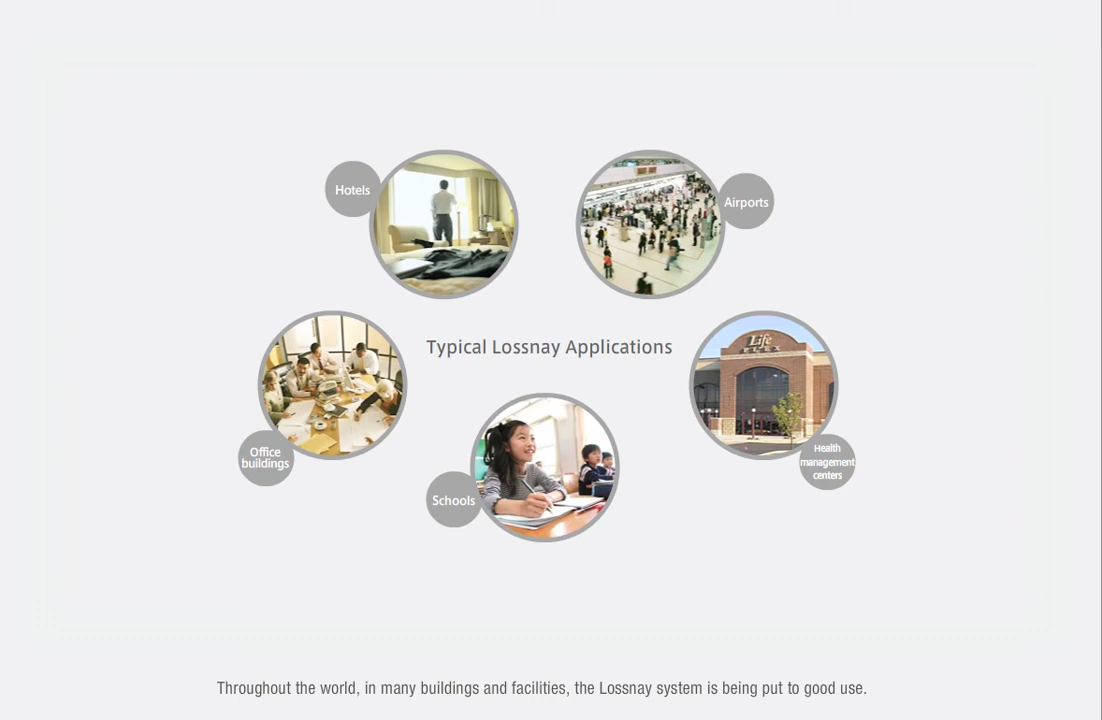 Hotels
Airports
Typical Lossnay Applications
Life
Office
buildings
Health
management
centers
Schools
Throughout the world, in many buildings and facilities, the Lossnay system is being put to good use.